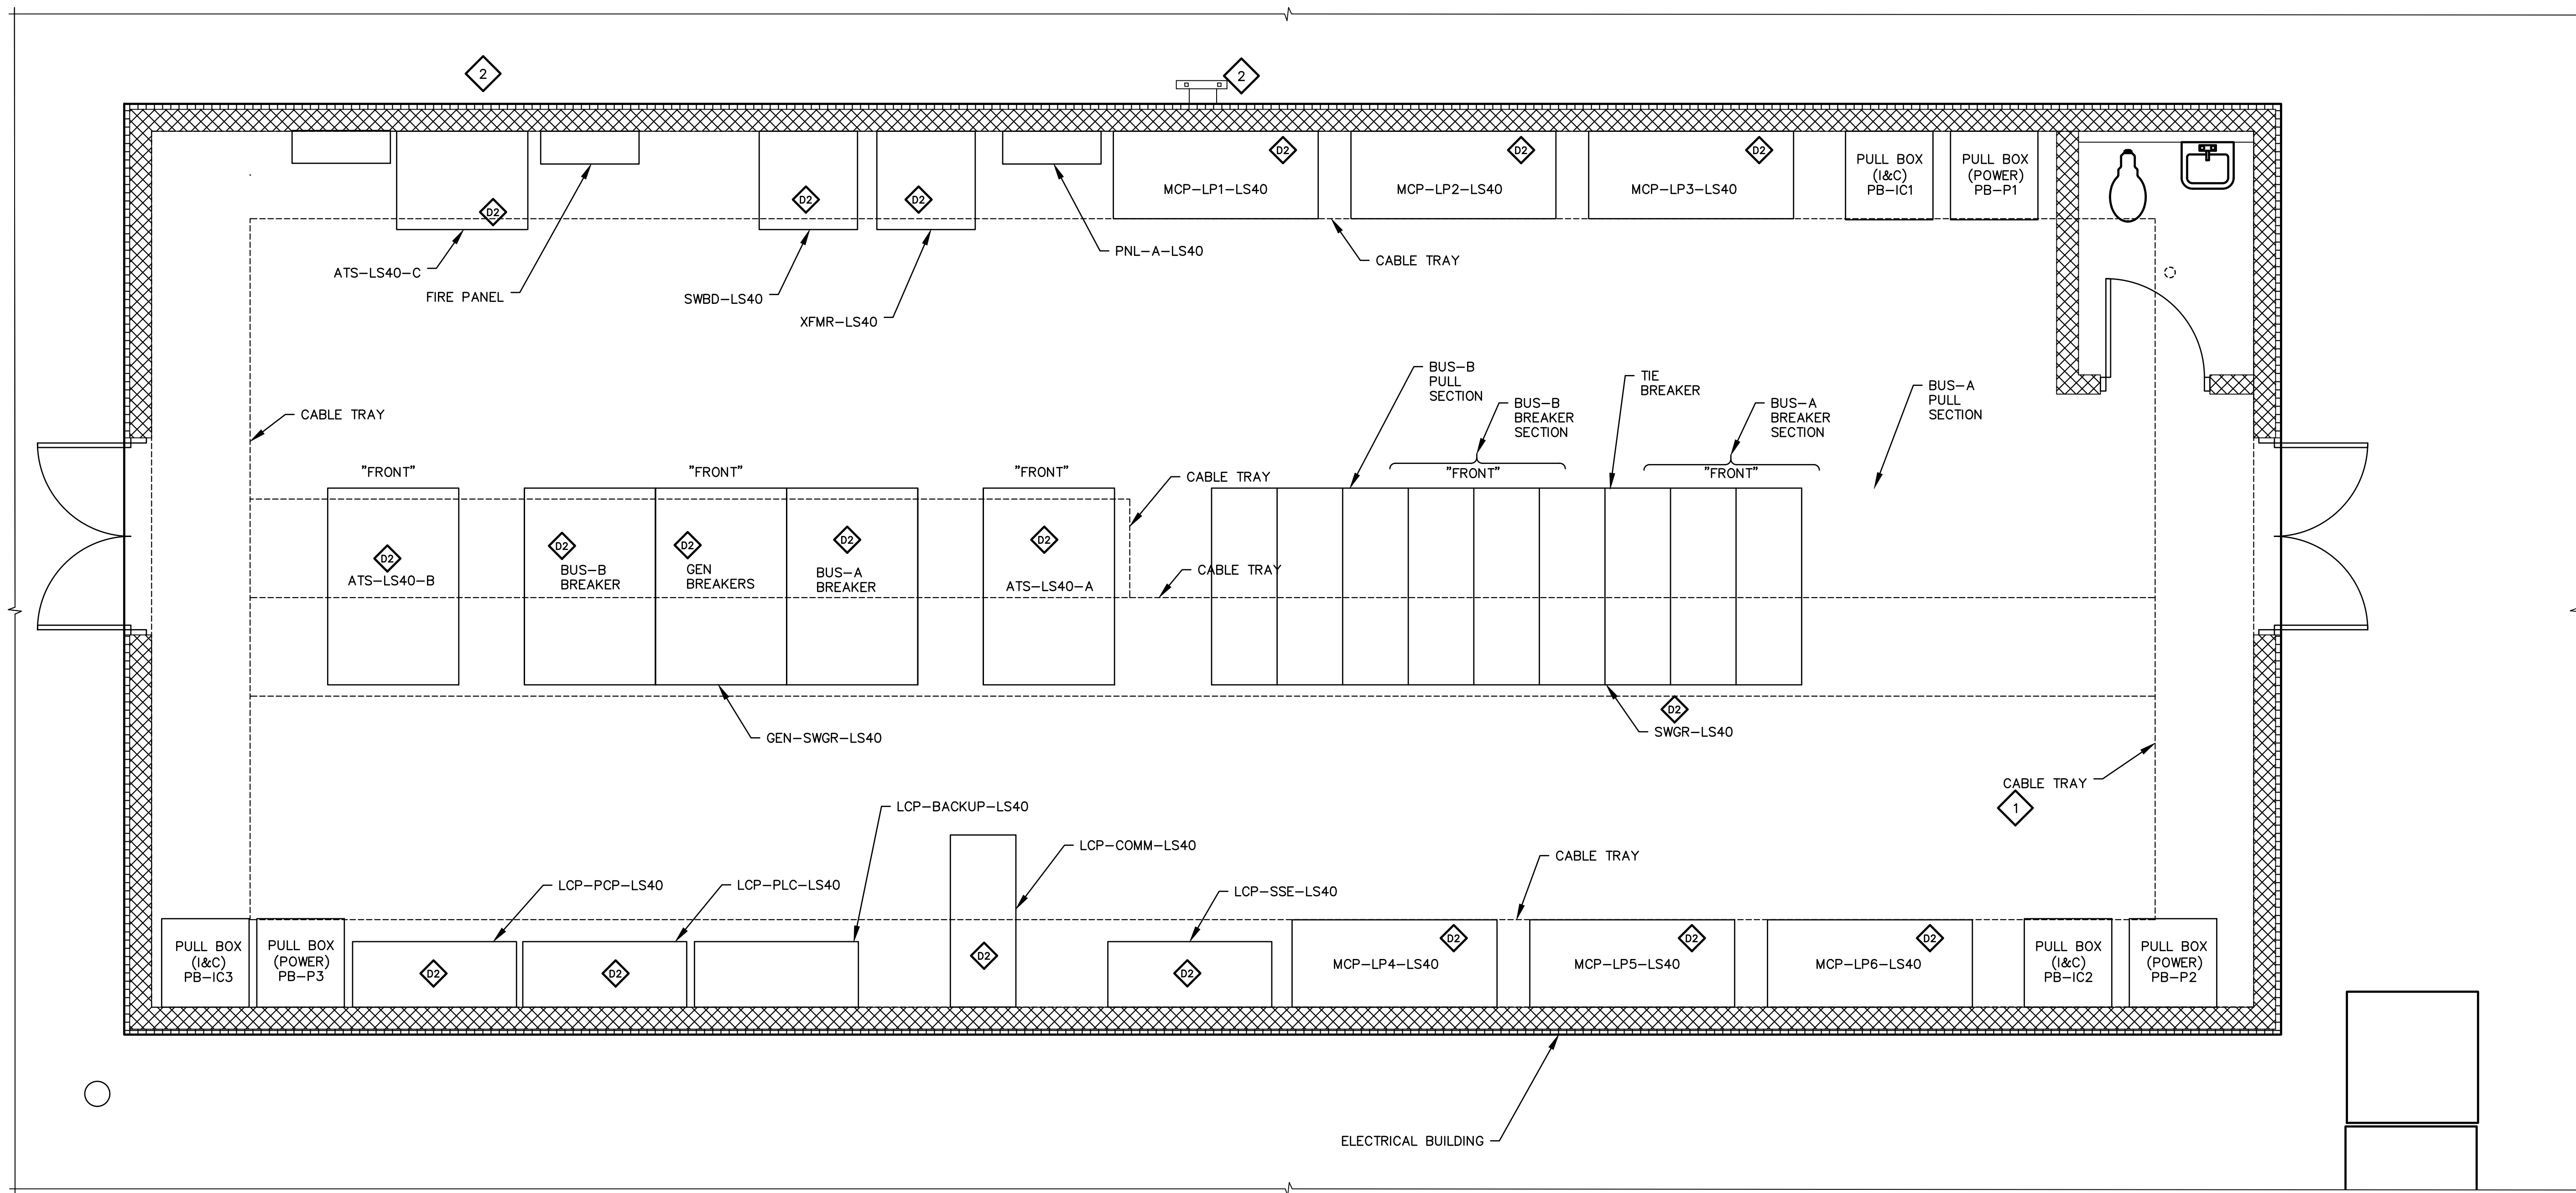 2
2
D2
D2
D2
D2
D2
D2
PULL BOX
(I&C)
PB-IC1
PULL BOX
(POWER)
PB-P1
MCP-LP1-LS40
MCP-LP2-LS40
MCP-LP3-LS40
ATS-LS40-C
FIRE PANEL
SWBD-LS40
XFMR-LS40
PNL-A-LS40
CABLE TRAY
BUS-B
PULL
SECTION
BUS-B
BREAKER
SECTION
TIE
BREAKER
BUS-A
BREAKER
SECTION
BUS-A
PULL
SECTION
CABLE TRAY
"FRONT"
"FRONT"
"FRONT"
CABLE TRAY
"FRONT"
"FRONT"
D2
ATS-LS40-B
D2
BUS-B
BREAKER
D2
GEN
BREAKERS
D2
BUS-A
BREAKER
D2
ATS-LS40-A
CABLE TRAY
D2
GEN-SWGR-LS40
SWGR-LS40
CABLE TRAY
1
LCP-BACKUP-LS40
LCP-COMM-LS40
CABLE TRAY
LCP-PCP-LS40
LCP-PLC-LS40
LCP-SSE-LS40
PULL BOX
(I&C)
PB-IC3
PULL BOX
(POWER)
PB-P3
D2
D2
D2
D2
D2
MCP-LP4-LS40
D2
MCP-LP5-LS40
D2
MCP-LP6-LS40
PULL BOX
(I&C)
PB-IC2
PULL BOX
(POWER)
PB-P2
ELECTRICAL BUILDING